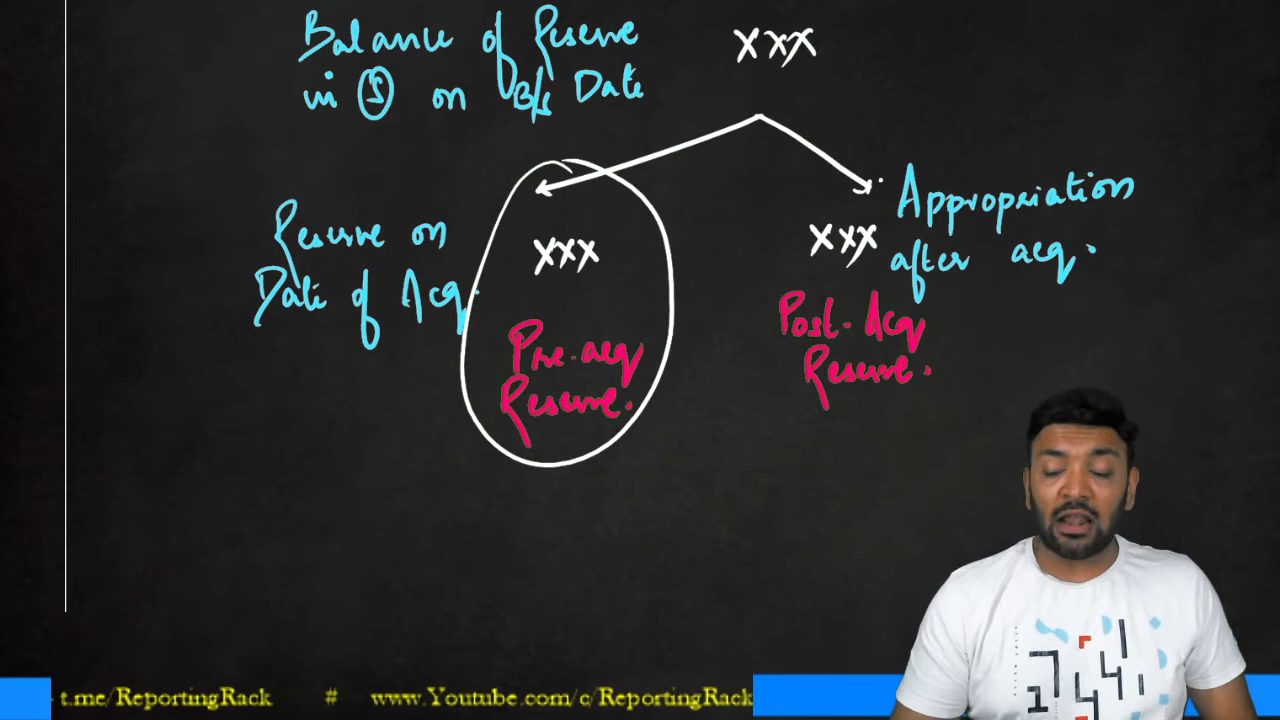 Balance of Reserve XXX
in S on B/s Date
Reserve on
Date of Acq.
XXX
Pre-acq
Reserve.
XXX
Appropriation
after acq.
Post-Acq
Reserve.
t.me/ReportingRack # www.Youtube.com/c/ReportingRack